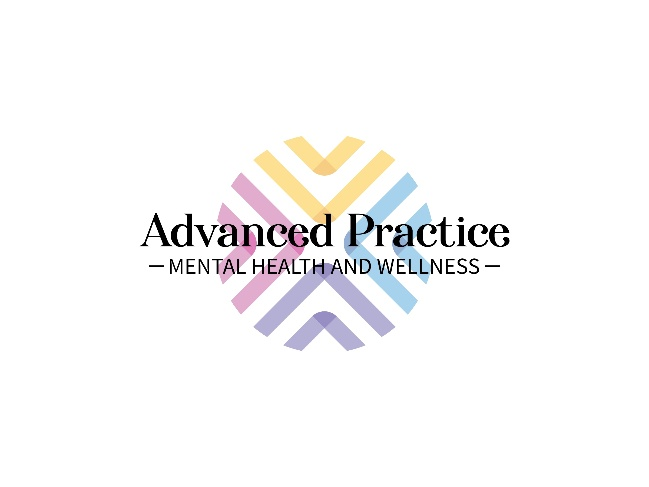 Advanced Practice
— MENTAL HEALTH AND WELLNESS —